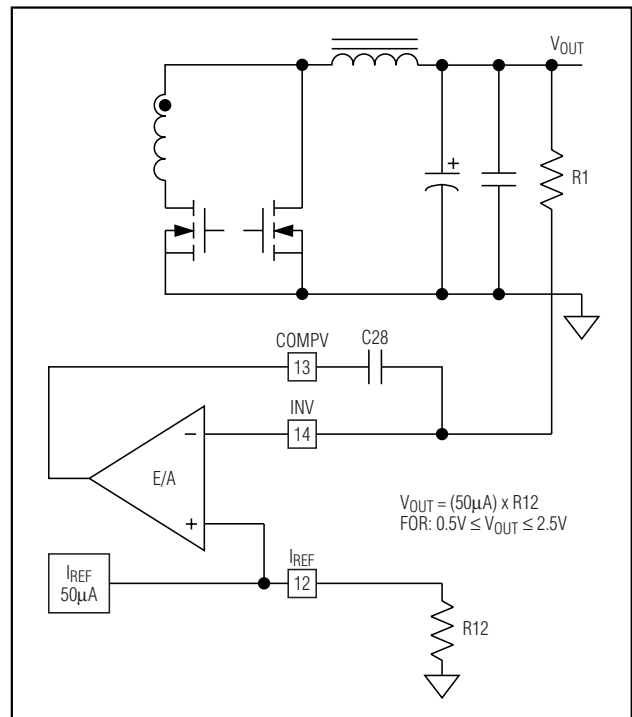 VOUT
R1
COMPV
C28
13
INV
14
−
E/A
+
VOUT = (50µA) x R12
FOR: 0.5V ≤ VOUT ≤ 2.5V
IREF
50µA
IREF
12
R12
+